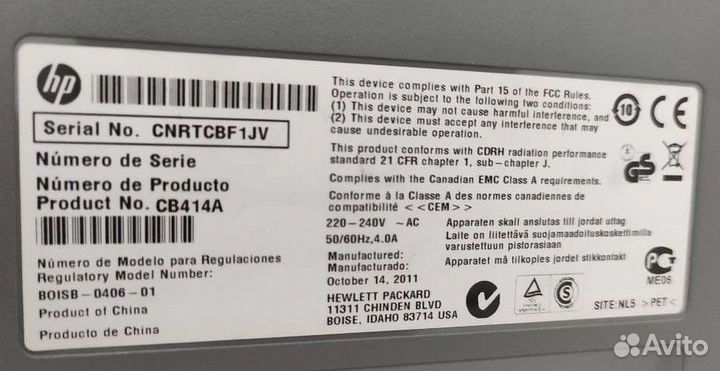 hp
Serial No. CNRTCBF1JV
Número de Serie
Número de Producto
Product No. CB414A
Número de Modelo para Regulaciones
Regulatory Model Number:
BOISB-0406-01
Product of China
Producto de China
This device complies with Part 15 of the FCC Rules.
Operation is subject to the following two conditions:
(1) This device may not cause harmful interference, and
(2) This device must accept any interference that may
cause undesirable operation.
This product conforms with CDRH radiation performance
standard 21 CFR chapter 1, sub-chapter J.
Complies with the Canadian EMC Class A requirements.
Conforme à la Classe A des normes canadiennes de
compatibilité <<CEM>>
220-240V ~AC
50/60Hz,4.0A
Manufactured:
Manufacturado:
October 14, 2011
HEWLETT PACKARD
11311 CHINDEN BLVD
BOISE, IDAHO 83714 USA
Apparaten skall anslutas till jordat uttag
Laite on liitettävä suojamaadoituskoskettimilla
varustettuun pistorasiaan
Apparatet må tilkoples jordet stikkontakt
10
CE
GS
N
S
PG
ME06
SITE:NL5 >PET<
Avito